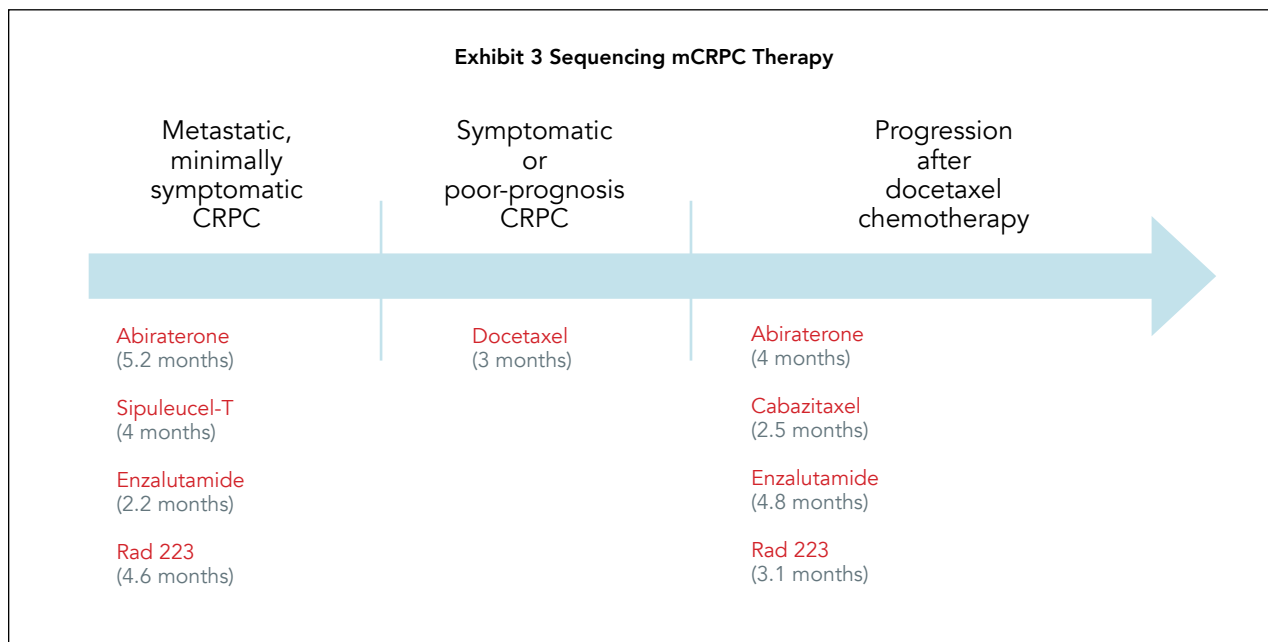 Exhibit 3 Sequencing mCRPC Therapy
Metastatic,
minimally
symptomatic
CRPC
Symptomatic
or
poor-prognosis
CRPC
Progression
after
docetaxel
chemotherapy
Abiraterone
(5.2 months)
Sipuleucel-T
(4 months)
Enzalutamide
(2.2 months)
Rad 223
(4.6 months)
Docetaxel
(3 months)
Abiraterone
(4 months)
Cabazitaxel
(2.5 months)
Enzalutamide
(4.8 months)
Rad 223
(3.1 months)